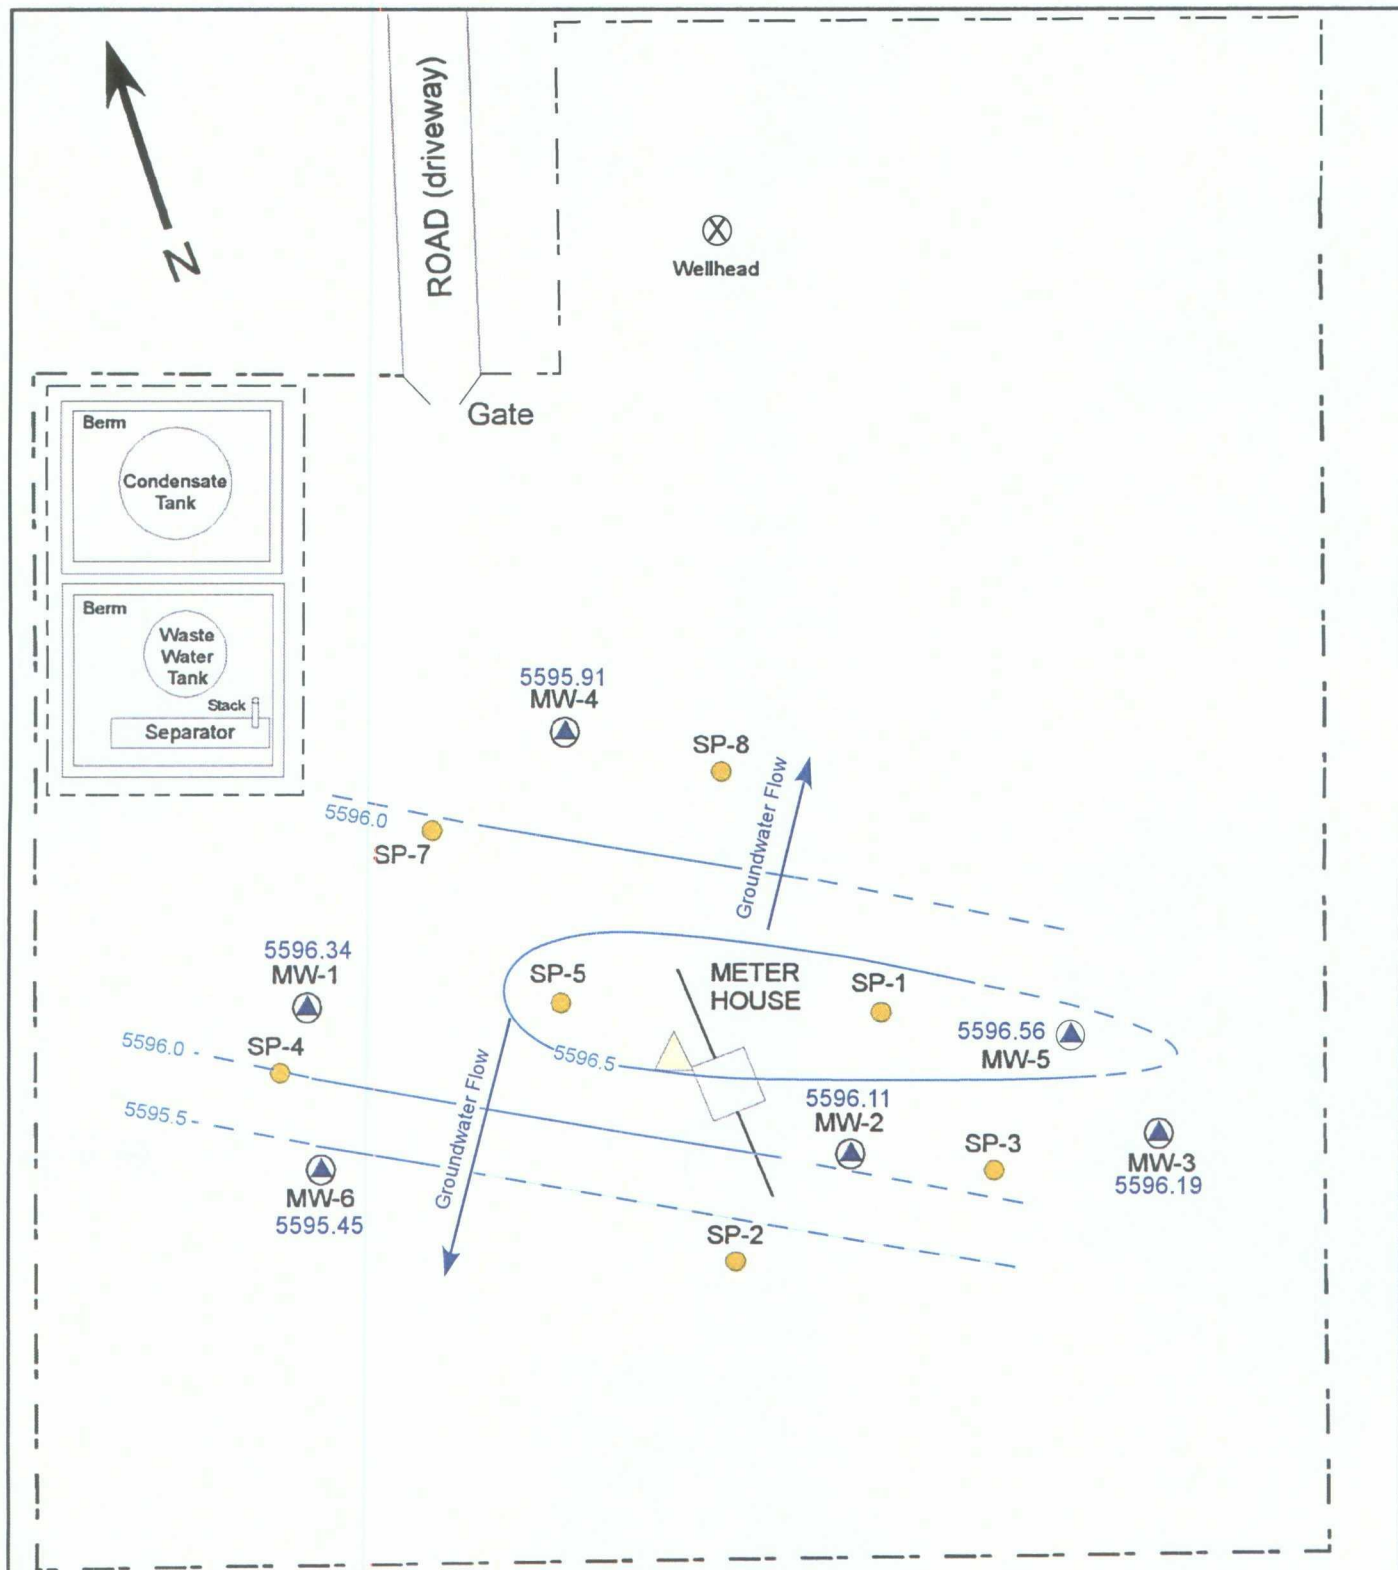 ROAD (driveway)
N
Wellhead
Gate
Berm
Condensate
Tank
Berm
Waste
Water
Tank
Stack
Separator
5595.91
MW-4
SP-8
5596.0
SP-7
Groundwater Flow
5596.34
MW-1
SP-5
METER
HOUSE
SP-1
5596.56
MW-5
5596.0
SP-4
5596.5
5595.5
Groundwater Flow
5596.11
MW-2
SP-3
MW-3
5596.19
MW-6
5595.45
SP-2